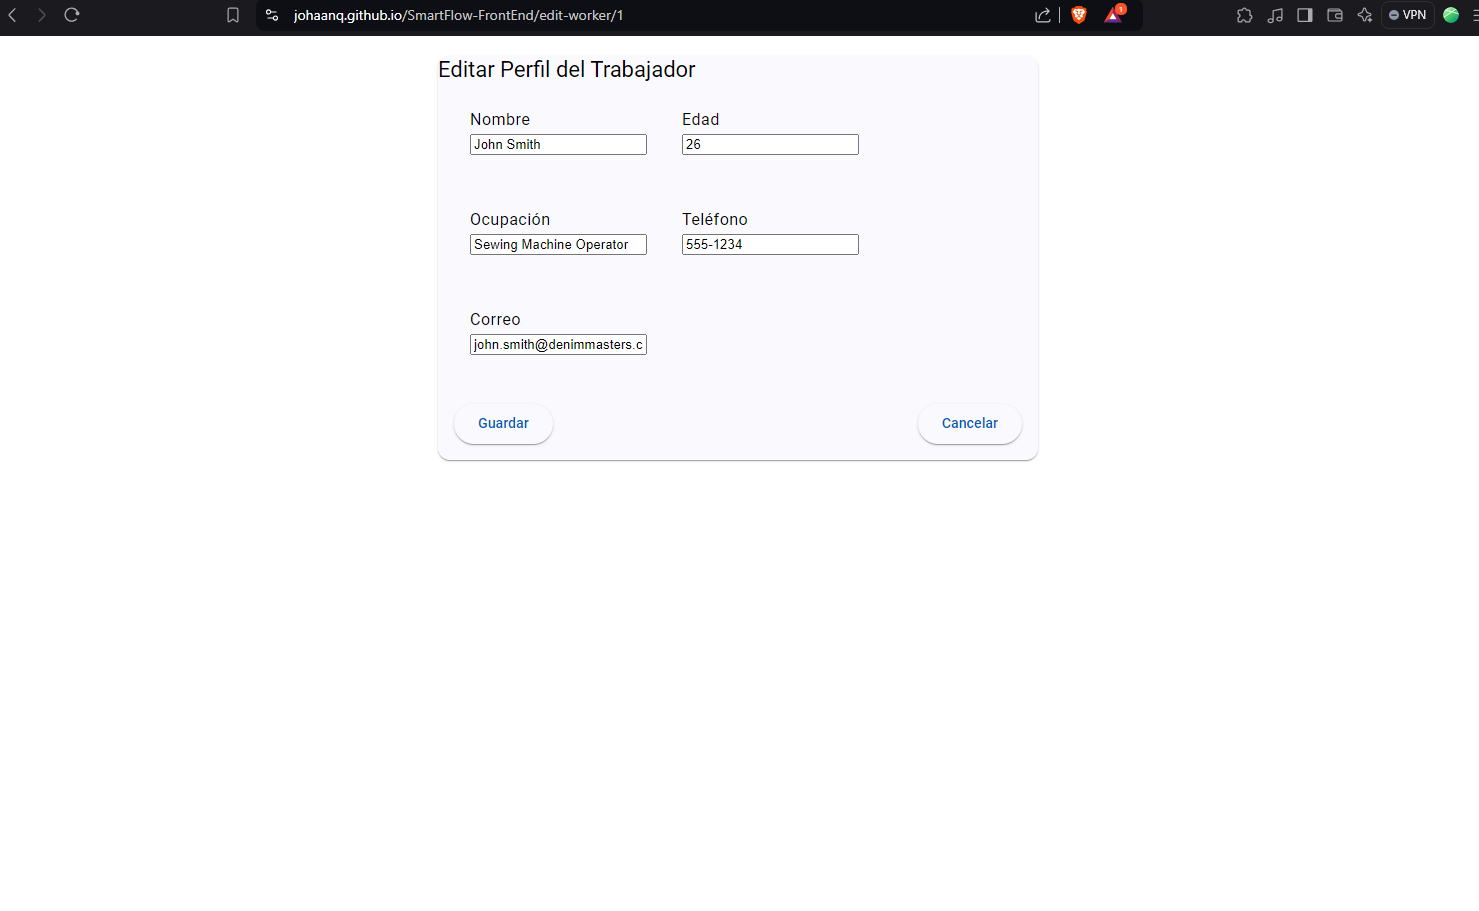 johaanq.github.io/SmartFlow-FrontEnd/edit-worker/1
1
VPN
Editar Perfil del Trabajador
Nombre
Edad
John Smith
26
Ocupación
Teléfono
Sewing Machine Operator
555-1234
Correo
john.smith@denimmasters.c
Guardar
Cancelar